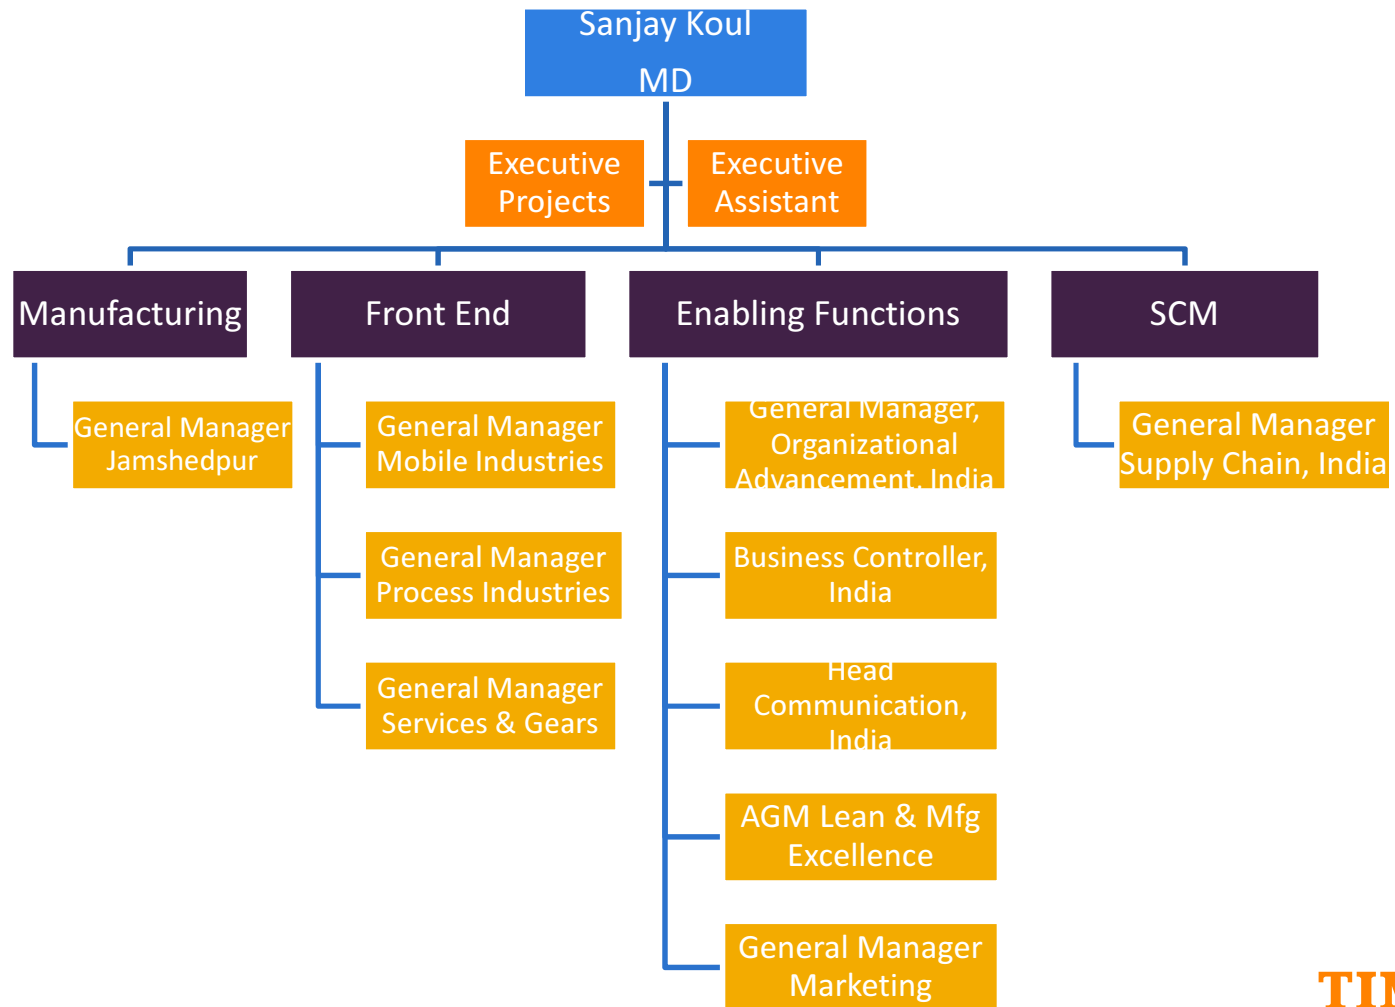 Sanjay Koul
MD
Executive
Projects
Executive
Assistant
Manufacturing
Front End
Enabling Functions
SCM
General Manager
Jamshedpur
General Manager
Mobile Industries
General Manager
Process Industries
General Manager
Services & Gears
General Manager,
Organizational
Advancement, India
Business Controller,
India
Head
Communication,
India
AGM Lean & Mfg
Excellence
General Manager
Marketing
General Manager
Supply Chain, India